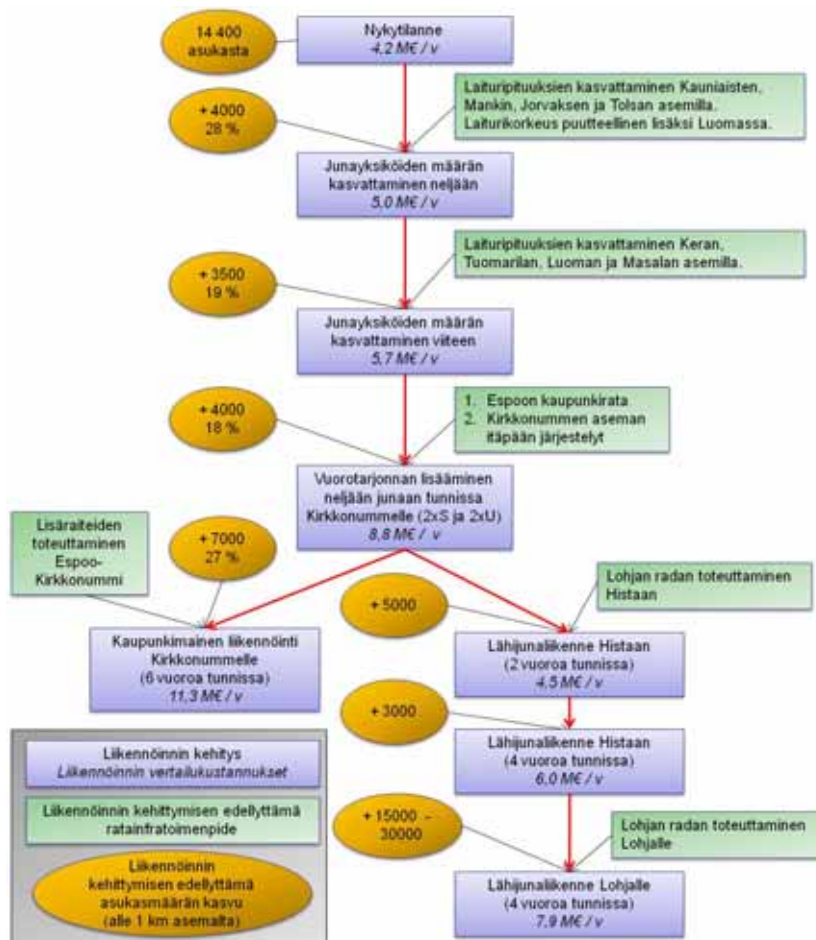 14 400
asukasta
Nykytilanne
4,2 M€ / v
+ 4000
28 %
Laituripituuksien kasvattaminen Kauniaisten,
Mankin, Jorvaksen ja Tolsan asemilla.
Laiturikorkeus puutteellinen lisäksi Luomassa.
Junayksiköiden määrän
kasvattaminen neljään
5,0 M€ / v
+ 3500
19 %
Laituripituuksien kasvattaminen Keran,
Tuomarilan, Luoman ja Masalan asemilla.
Junayksiköiden määrän
kasvattaminen viiteen
5,7 M€ / v
+ 4000
18 %
1. Espoon kaupunkirata
2. Kirkkonummen aseman
itäpään järjestelyt
Vuorotarjonnan lisääminen
neljään junaan tunnissa
Kirkkonummelle (2xS ja 2xU)
8,8 M€ / v
Lisäraiteiden
toteuttaminen
Espoo-
Kirkkonummi
+ 7000
27 %
Kaupunkimainen liikennöinti
Kirkkonummelle
(6 vuoroa tunnissa)
11,3 M€ / v
+ 5000
Lohjan radan toteuttaminen
Histaan
Lähijunaliikenne Histaan
(2 vuoroa tunnissa)
4,5 M€ / v
+ 3000
Lähijunaliikenne Histaan
(4 vuoroa tunnissa)
6,0 M€ / v
+ 15000 -
30000
Lohjan radan toteuttaminen
Lohjalle
Lähijunaliikenne Lohjalle
(4 vuoroa tunnissa)
7,9 M€ / v
Liikennöinnin kehitys
Liikennöinnin vertailukustannukset
Liikennöinnin kehittymisen edellyttämä
ratainfratoimenpide
Liikennöinnin
kehittymisen edellyttämä
asukasmäärän kasvu
(alle 1 km asemalta)